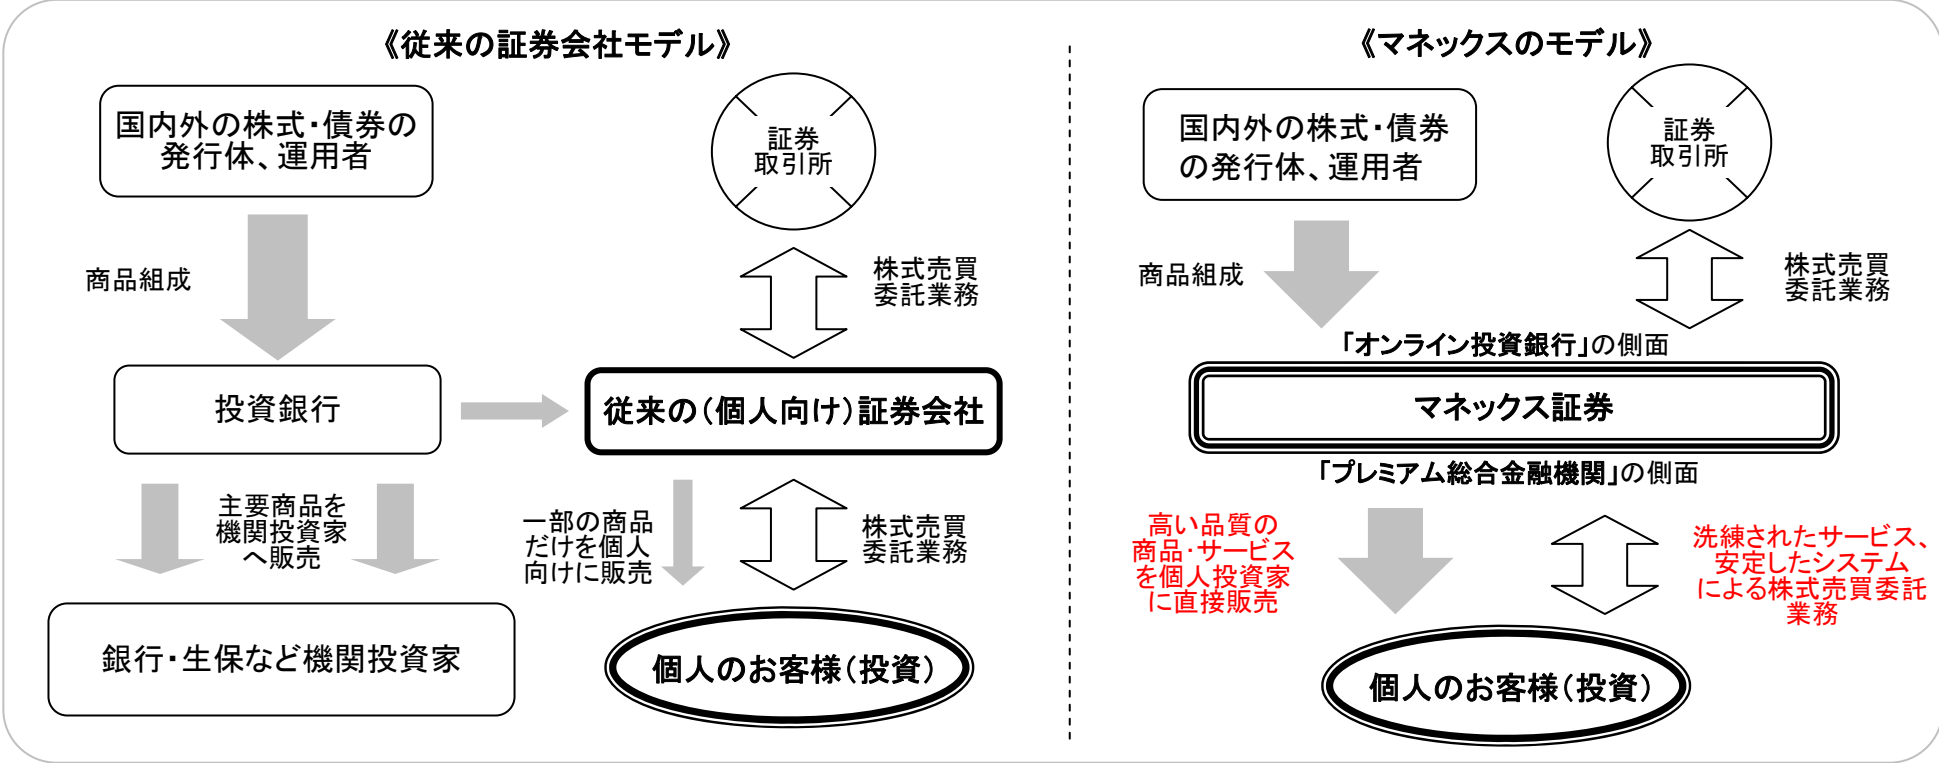 《従来の証券会社モデル》
国内外の株式・債券の
発行体、運用者
証券
取引所
商品組成
株式売買
委託業務
投資銀行
従来の（個人向け）証券会社
主要商品を
機関投資家
へ販売
一部の商品
だけを個人
向けに販売
株式売買
委託業務
銀行・生保など機関投資家
個人のお客様（投資）
《マネックスのモデル》
国内外の株式・債券
の発行体、運用者
証券
取引所
商品組成
株式売買
委託業務
「オンライン投資銀行」の側面
マネックス証券
「プレミアム総合金融機関」の側面
高い品質の
商品・サービス
を個人投資家
に直接販売
洗練されたサービス、
安定したシステム
による株式売買委託
業務
個人のお客様（投資）